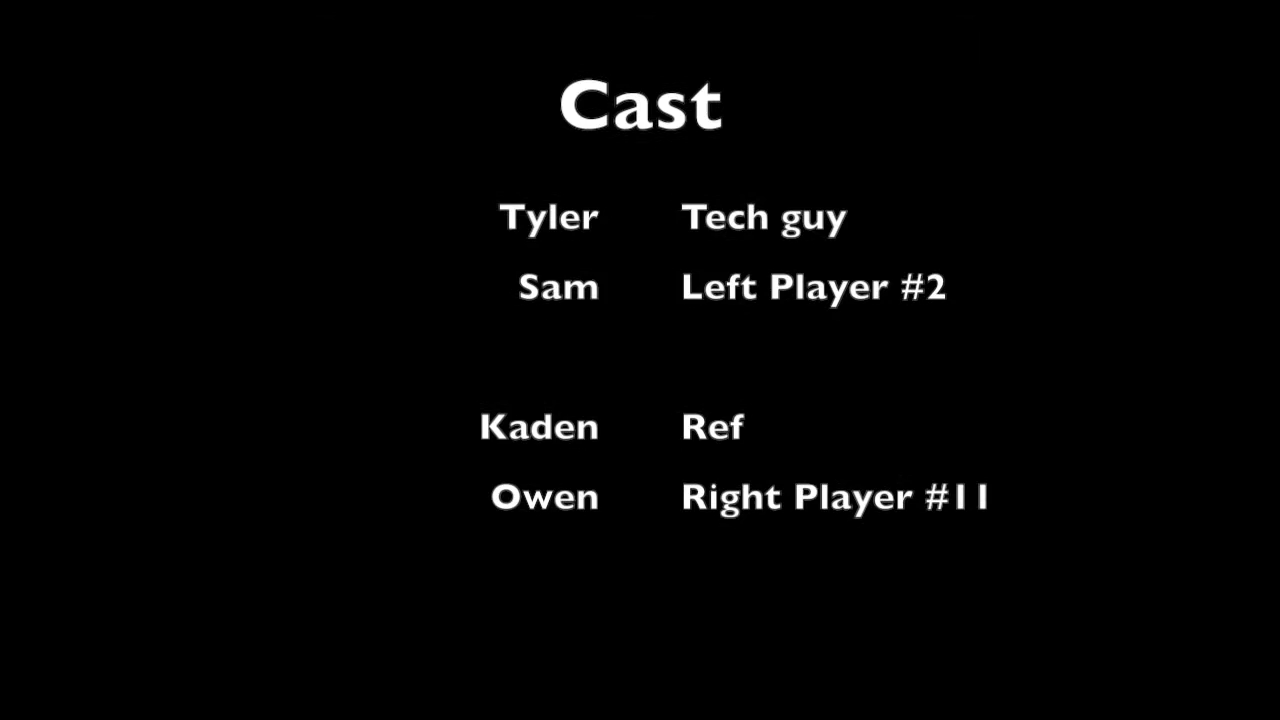 Cast
Tyler Tech guy
Sam Left Player #2
Kaden Ref
Owen Right Player #11